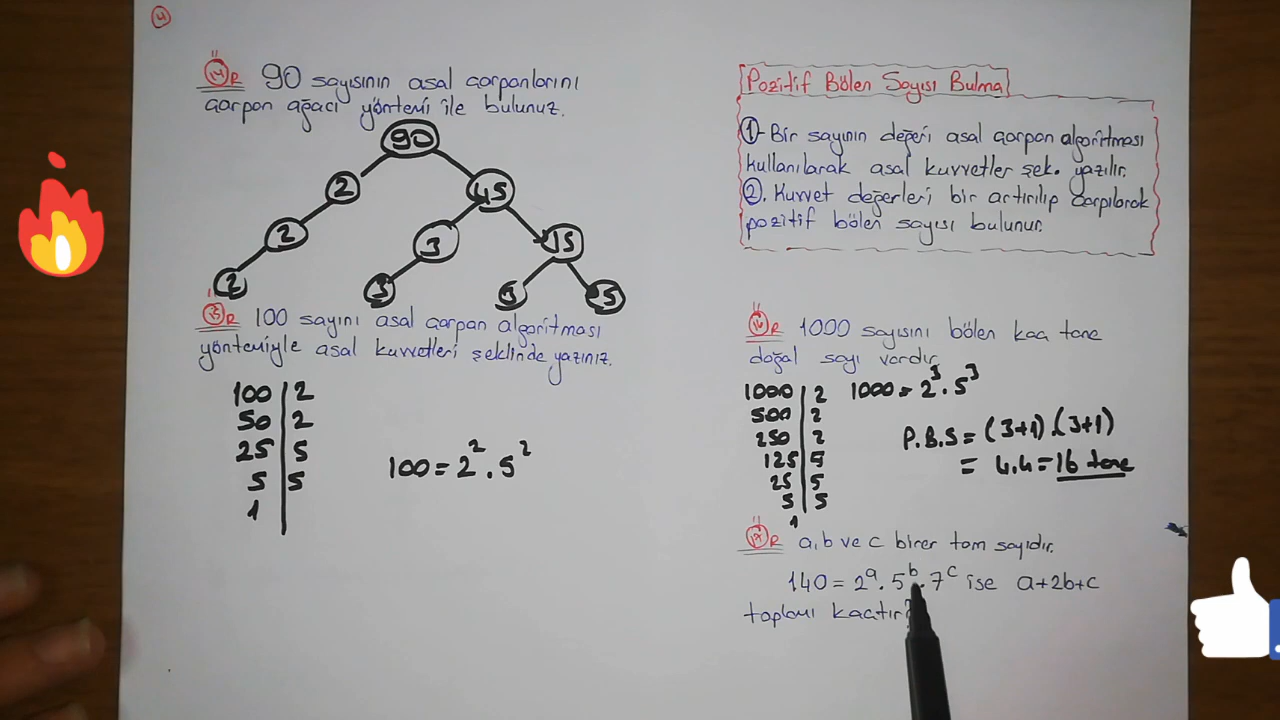 4
14 R 90 sayısının asal çarpanlarını
çarpan ağacı yöntemi ile bulunuz.
90
2 45
2 3 15
2 3 5 5
15 R 100 sayını asal çarpan algoritması
yöntemiyle asal kuvvetleri şeklinde yazınız.
100 | 2
50 | 2
25 | 5
5 | 5
1
100 = 2² . 5²
Pozitif Bölen Sayısı Bulma
1- Bir sayının değeri asal çarpan algoritması
kullanılarak asal kuvvetler şek. yazılır.
2. Kuvvet değerleri bir artırılıp çarpılarak
pozitif bölen sayısı bulunur.
16 R 1000 sayısını bölen kaç tane
doğal sayı vardır
1000 | 2
500 | 2
250 | 2
125 | 5
25 | 5
5 | 5
1
1000 = 2³ . 5³
P.B.S = (3+1).(3+1)
= 4.4 = 16 tane
17 R a, b ve c birer tam sayıdır.
140 = 2ᵃ . 5ᵇ . 7ᶜ ise a+2b+c
toplamı kaçtır?